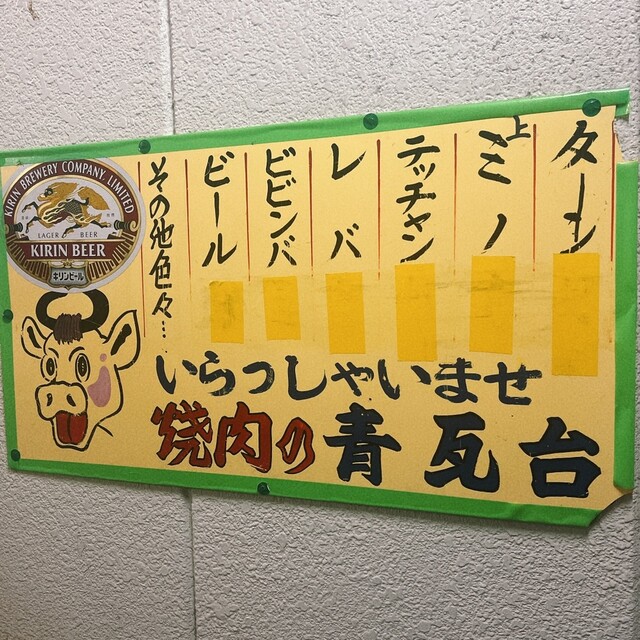 タン
上ミノ
テッチャン
レバ
ビビンバ
ビール
その他色々…
KIRIN BREWERY COMPANY LIMITED
LAGER BEER
KIRIN BEER
キリンビール
いらっしゃいませ
焼肉の青瓦台